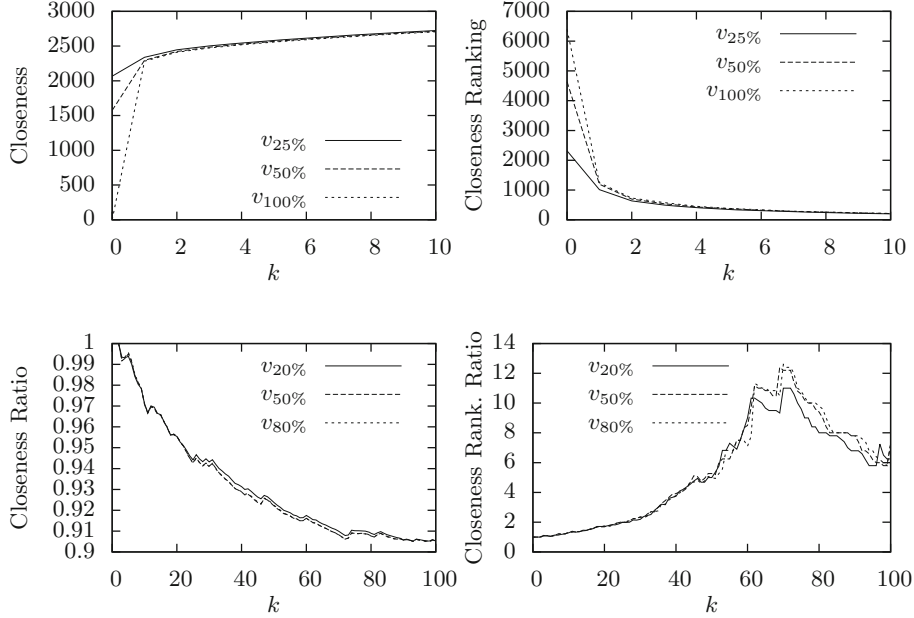 Closeness
3000
2500
2000
1500
1000
500
0
v25%
v50%
v100%
0 2 4 6 8 10
k
Closeness Ranking
7000
6000
5000
4000
3000
2000
1000
0
v25%
v50%
v100%
0 2 4 6 8 10
k
Closeness Ratio
1
0.99
0.98
0.97
0.96
0.95
0.94
0.93
0.92
0.91
0.9
v20%
v50%
v80%
0 20 40 60 80 100
k
Closeness Rank. Ratio
14
12
10
8
6
4
2
0
v20%
v50%
v80%
0 20 40 60 80 100
k